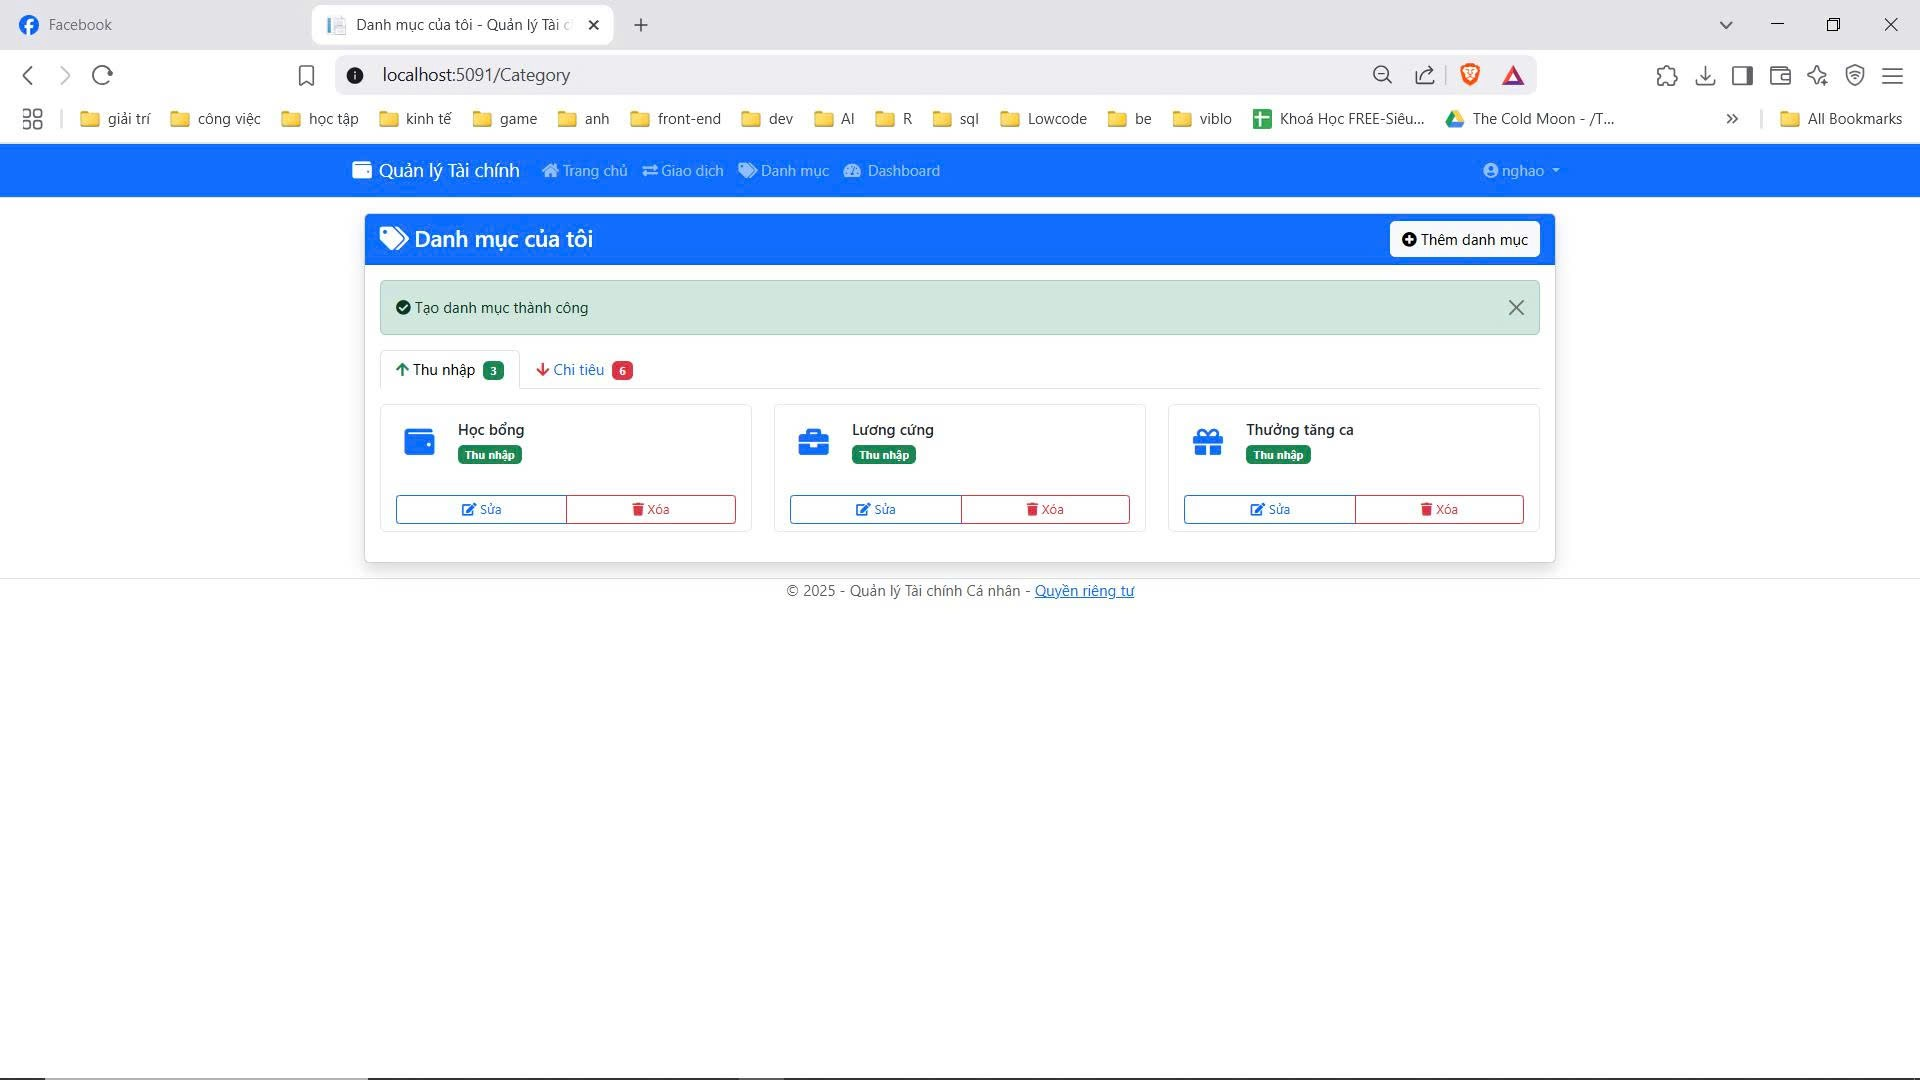 Facebook
Danh mục của tôi - Quản lý Tài c
localhost:5091/Category
giải trí công việc học tập kinh tế game anh front-end dev AI R sql Lowcode be viblo Khoá Học FREE-Siêu... The Cold Moon - /T... » All Bookmarks
Quản lý Tài chính Trang chủ Giao dịch Danh mục Dashboard nghao
Danh mục của tôi Thêm danh mục
Tạo danh mục thành công
Thu nhập 3 Chi tiêu 6
Học bổng Lương cứng Thưởng tăng ca
Thu nhập Thu nhập Thu nhập
Sửa Xóa Sửa Xóa Sửa Xóa
© 2025 - Quản lý Tài chính Cá nhân - Quyền riêng tư